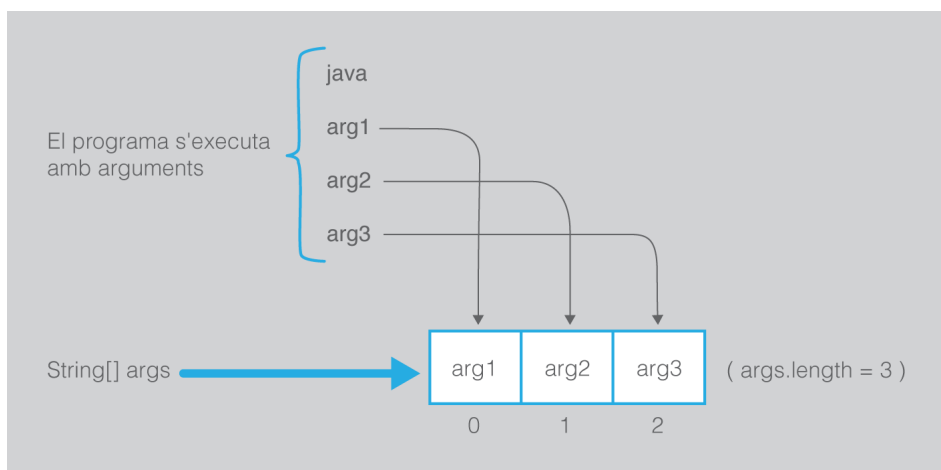 java
arg1
El programa s'executa
amb arguments
arg2
arg3
String[] args
arg1 arg2 arg3
( args.length = 3 )
0 1 2